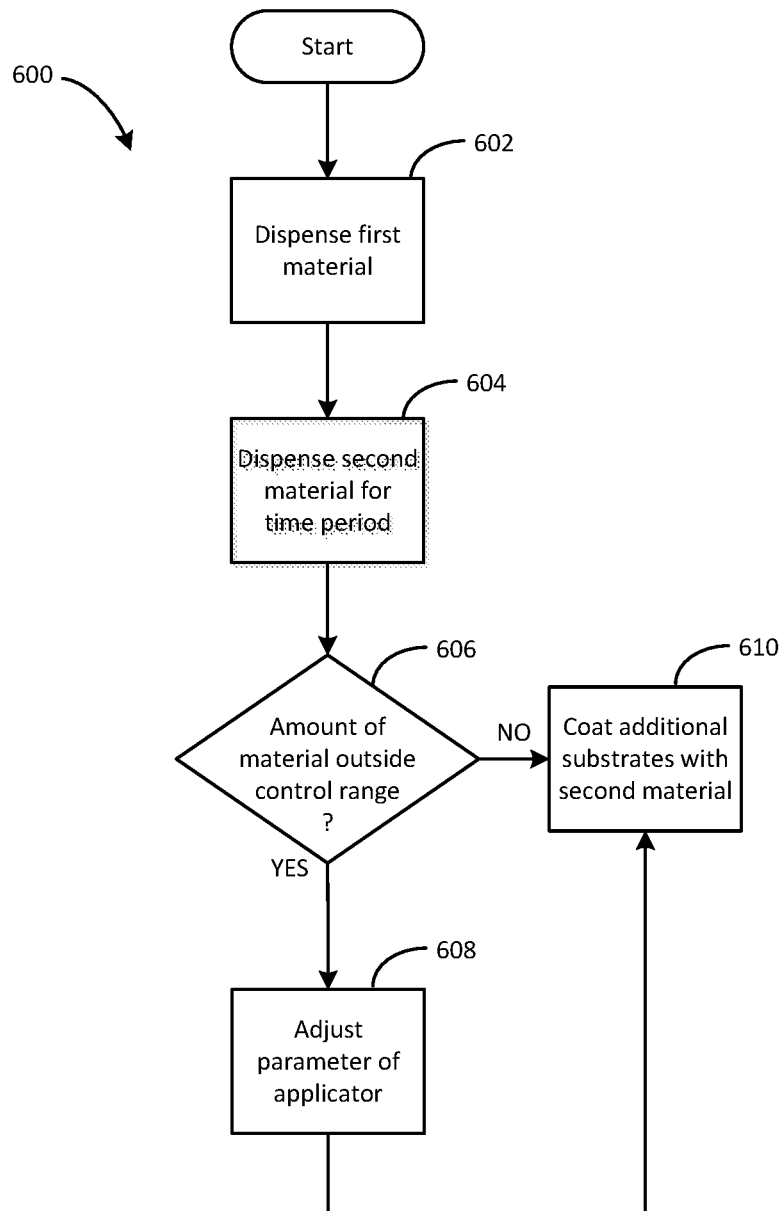 Start
600
602
Dispense first
material
604
Dispense second
material for
time period
606
610
Amount of
material outside
control range
?
NO
Coat additional
substrates with
second material
YES
608
Adjust
parameter of
applicator